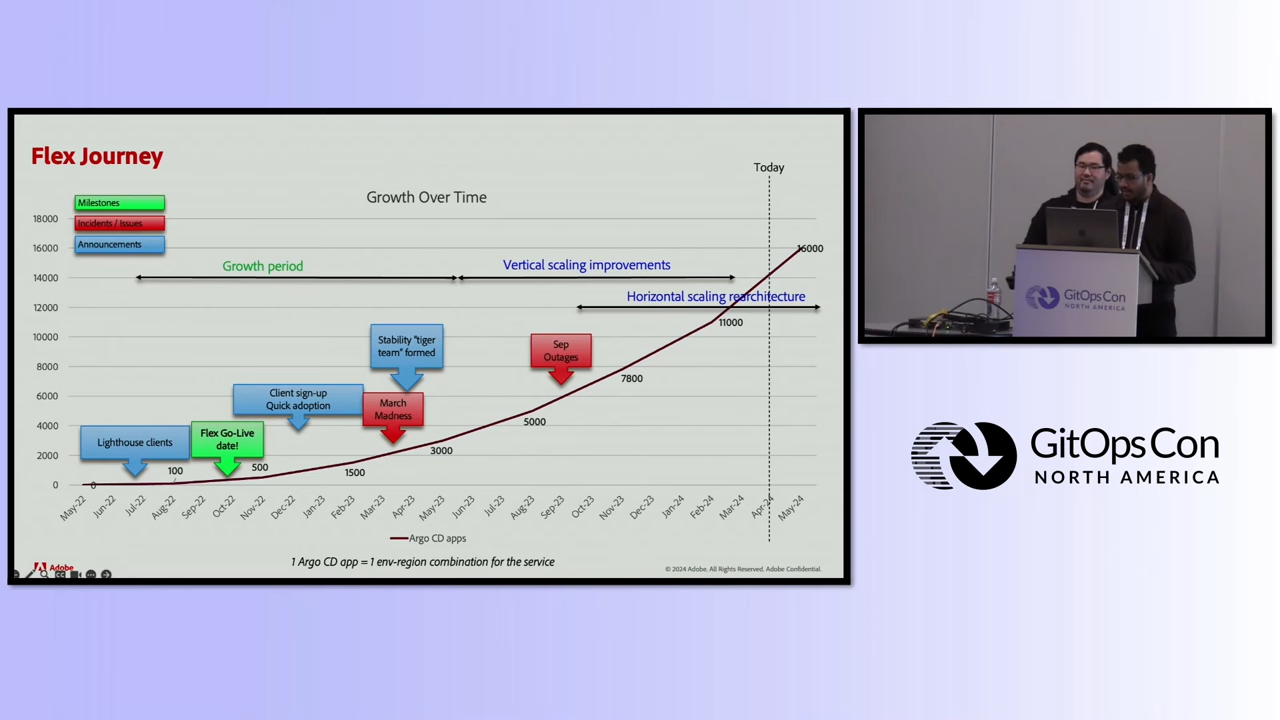 Flex Journey
Today
Growth Over Time
Milestones
Incidents / Issues
Announcements
18000
16000
14000
12000
10000
8000
6000
4000
2000
0
Growth period
Vertical scaling improvements
Horizontal scaling rearchitecture
Stability "tiger
team" formed
Sep
Outages
Client sign-up
Quick adoption
March
Madness
Lighthouse clients
Flex Go-Live
date!
0
100
500
1500
3000
5000
7800
11000
16000
May-22
Jun-22
Jul-22
Aug-22
Sep-22
Oct-22
Nov-22
Dec-22
Jan-23
Feb-23
Mar-23
Apr-23
May-23
Jun-23
Jul-23
Aug-23
Sep-23
Oct-23
Nov-23
Dec-23
Jan-24
Feb-24
Mar-24
Apr-24
May-24
Argo CD apps
1 Argo CD app = 1 env-region combination for the service
Adobe
© 2024 Adobe. All Rights Reserved. Adobe Confidential.
GitOpsCon
NORTH AMERICA
GitOpsCon
NORTH AMERICA